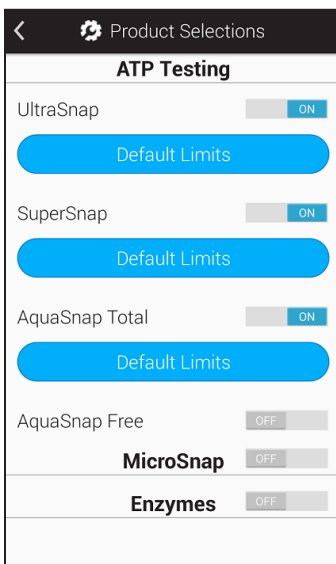 Product Selections
ATP Testing
UltraSnap ON
Default Limits
SuperSnap ON
Default Limits
AquaSnap Total ON
Default Limits
AquaSnap Free OFF
MicroSnap OFF
Enzymes OFF